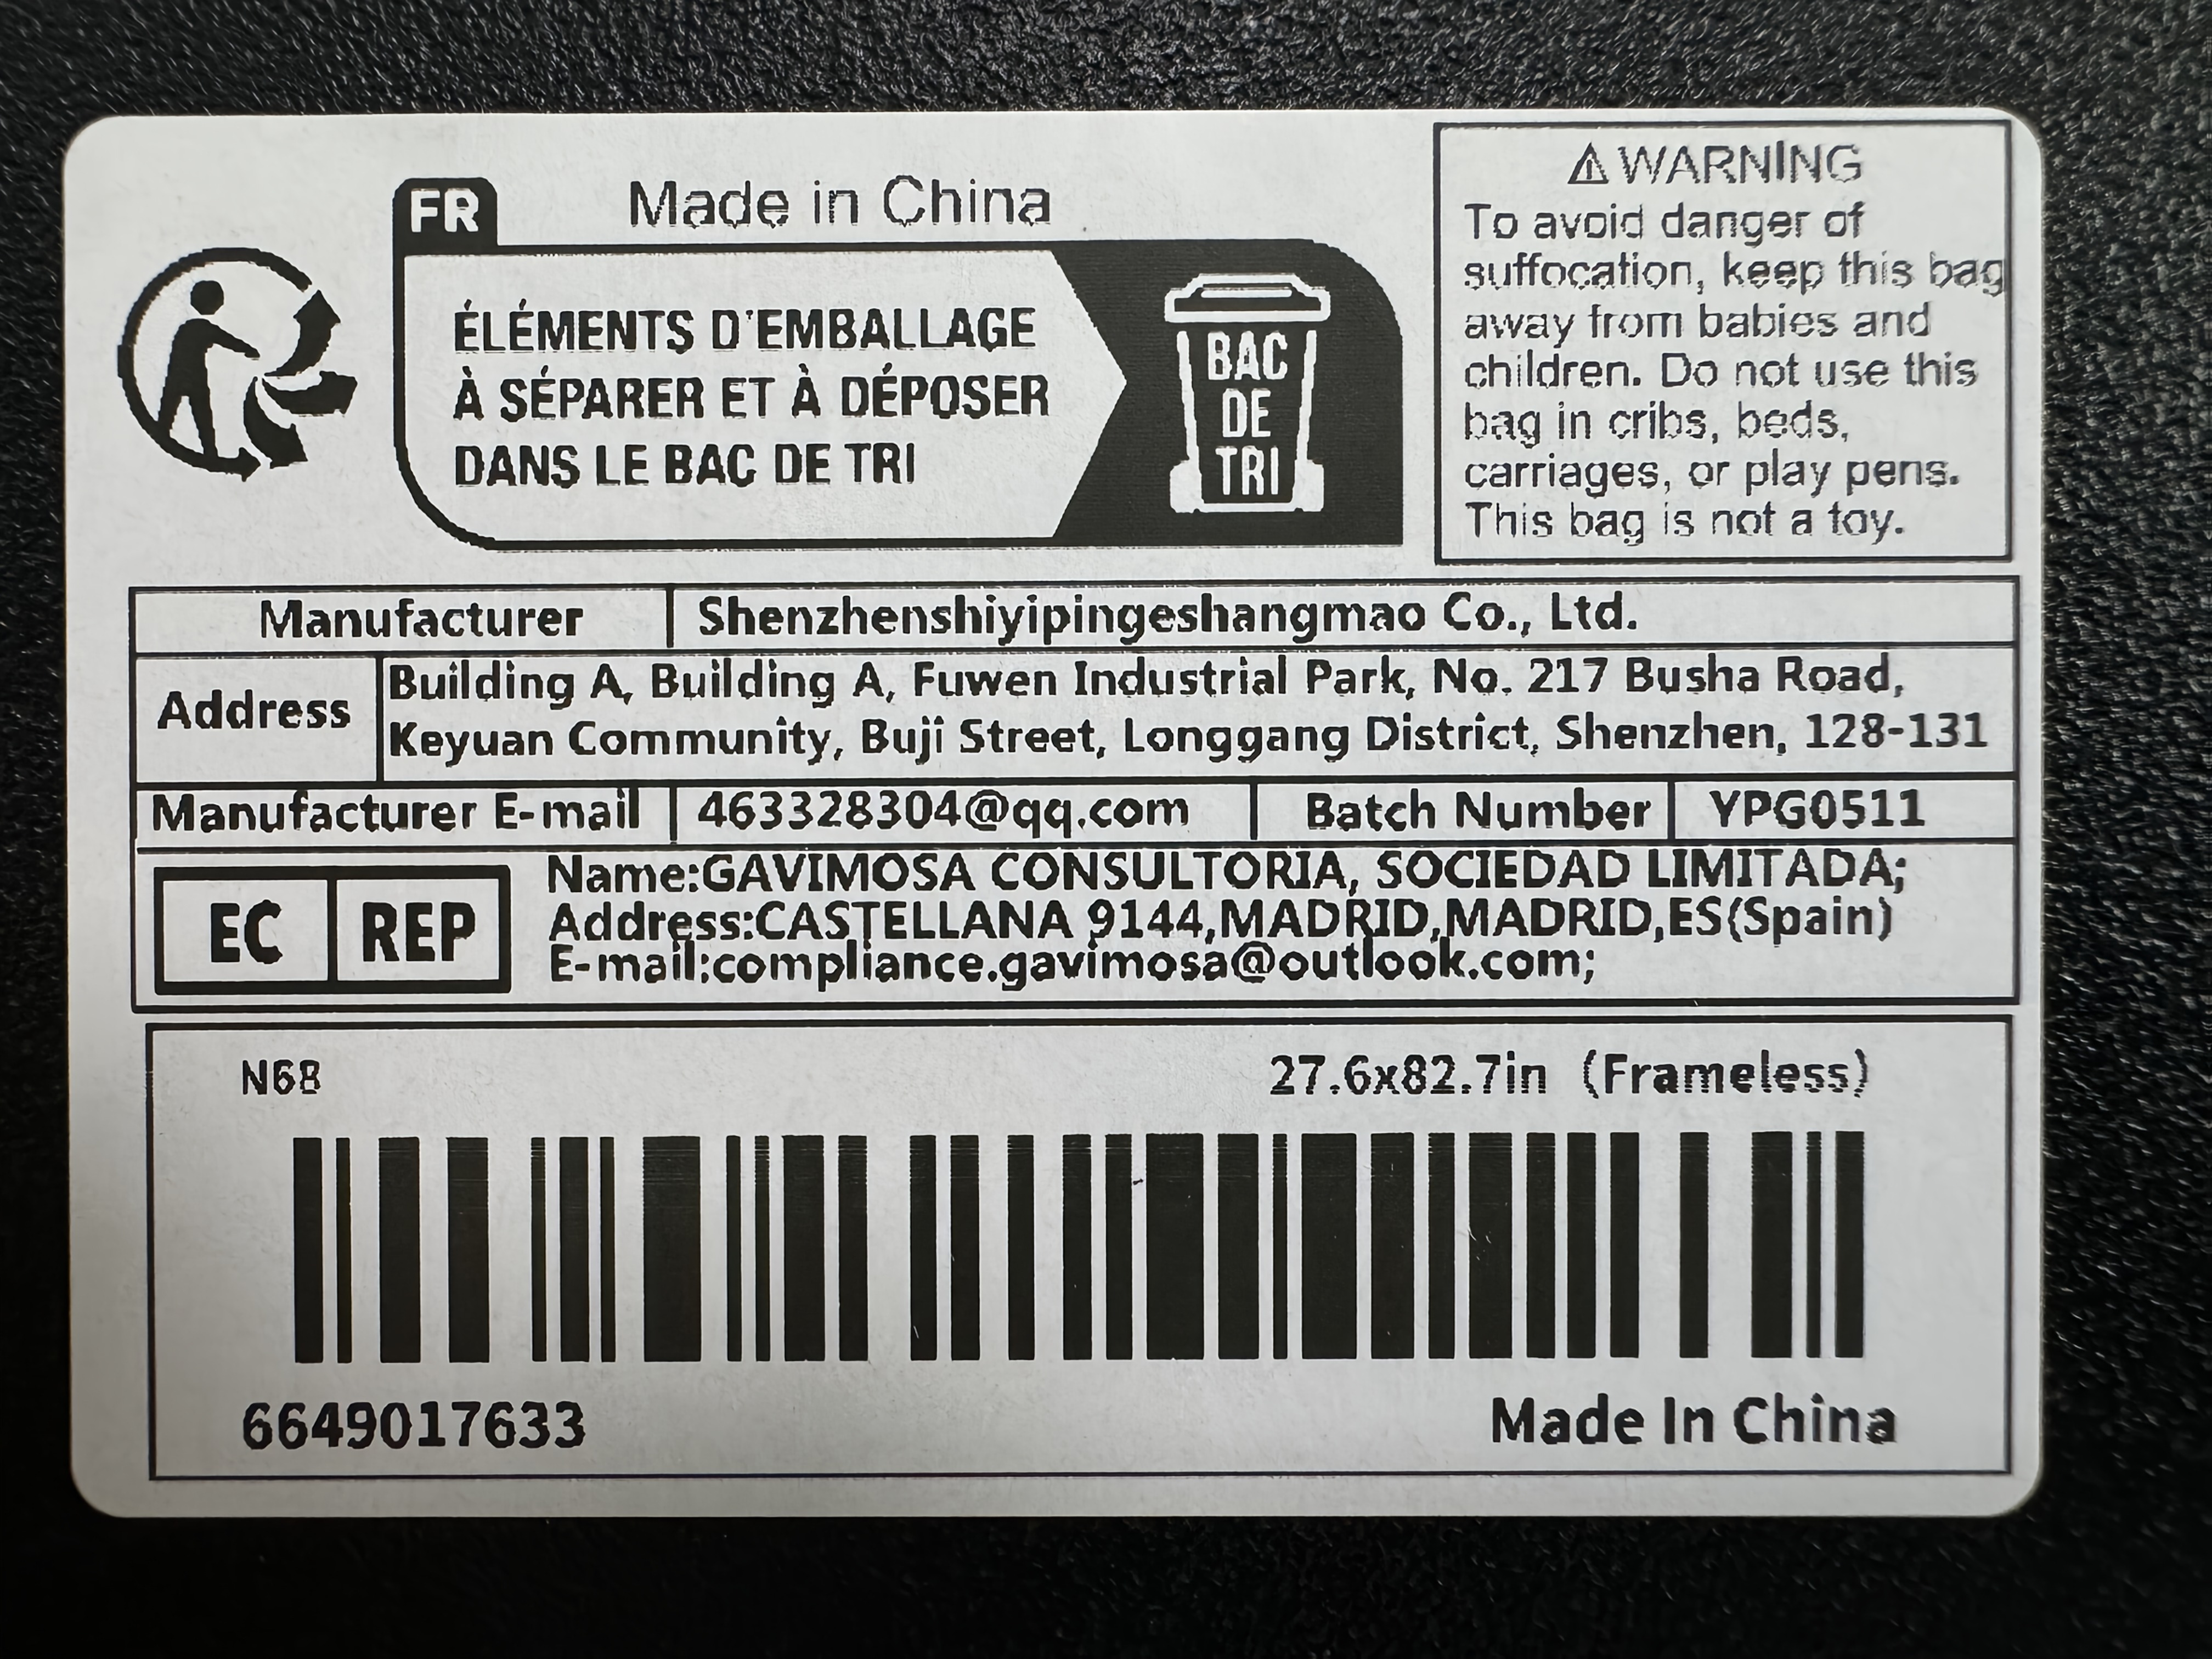 FR
Made in China
ÉLÉMENTS D'EMBALLAGE
À SÉPARER ET À DÉPOSER
DANS LE BAC DE TRI
BAC
DE
TRI
⚠ WARNING
To avoid danger of
suffocation, keep this bag
away from babies and
children. Do not use this
bag in cribs, beds,
carriages, or play pens.
This bag is not a toy.
Manufacturer Shenzhenshiyipingeshangmao Co., Ltd.
Address
Building A, Building A, Fuwen Industrial Park, No. 217 Busha Road,
Keyuan Community, Buji Street, Longgang District, Shenzhen, 128-131
Manufacturer E-mail 463328304@qq.com Batch Number YPG0511
EC REP
Name:GAVIMOSA CONSULTORIA, SOCIEDAD LIMITADA;
Address:CASTELLANA 9144,MADRID,MADRID,ES(Spain)
E-mail:compliance.gavimosa@outlook.com;
N68 27.6x82.7in (Frameless)
6649017633 Made In China